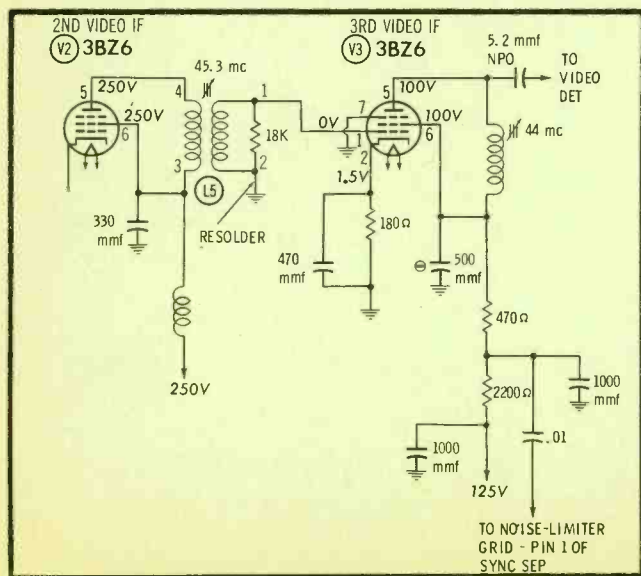 2ND VIDEO IF
V2 3BZ6
5
250V
4
250V
6
3
45.3 mc
1
18K
2
L5
RESOLDER
330
mmf
250V
3RD VIDEO IF
V3 3BZ6
5
100V
7
0V
100V
1
6
2
1.5V
180Ω
470
mmf
5.2 mmf
NPO
TO
VIDEO
DET
44 mc
500
mmf
470Ω
2200Ω
1000
mmf
1000
mmf
.01
125V
TO NOISE-LIMITER
GRID - PIN 1 OF
SYNC SEP